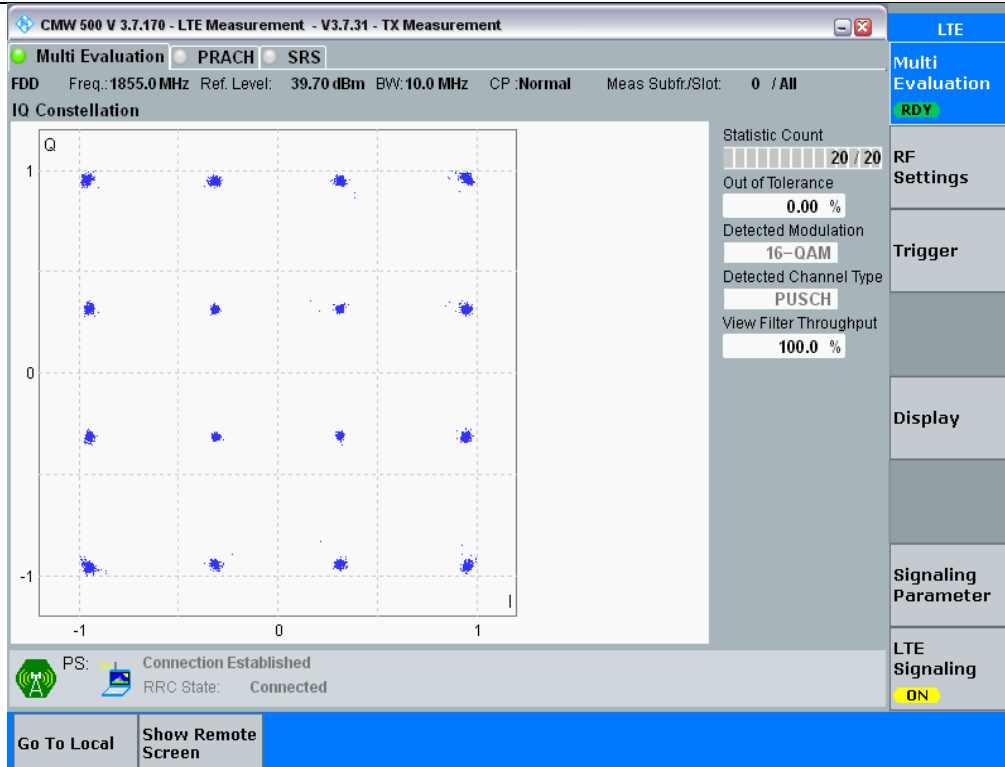 CMW 500 V 3.7.170 - LTE Measurement - V3.7.31 - TX Measurement
LTE
Multi Evaluation PRACH SRS
FDD Freq.:1855.0 MHz Ref. Level: 39.70 dBm BW:10.0 MHz CP :Normal Meas Subfr./Slot: 0 / All
IQ Constellation
Q
1
0
-1
-1 0 1
I
Statistic Count
20 / 20
Out of Tolerance
0.00 %
Detected Modulation
16-QAM
Detected Channel Type
PUSCH
View Filter Throughput
100.0 %
Multi
Evaluation
RDY
RF
Settings
Trigger
Display
Signaling
Parameter
LTE
Signaling
ON
PS: Connection Established
RRC State: Connected
Go To Local
Show Remote
Screen